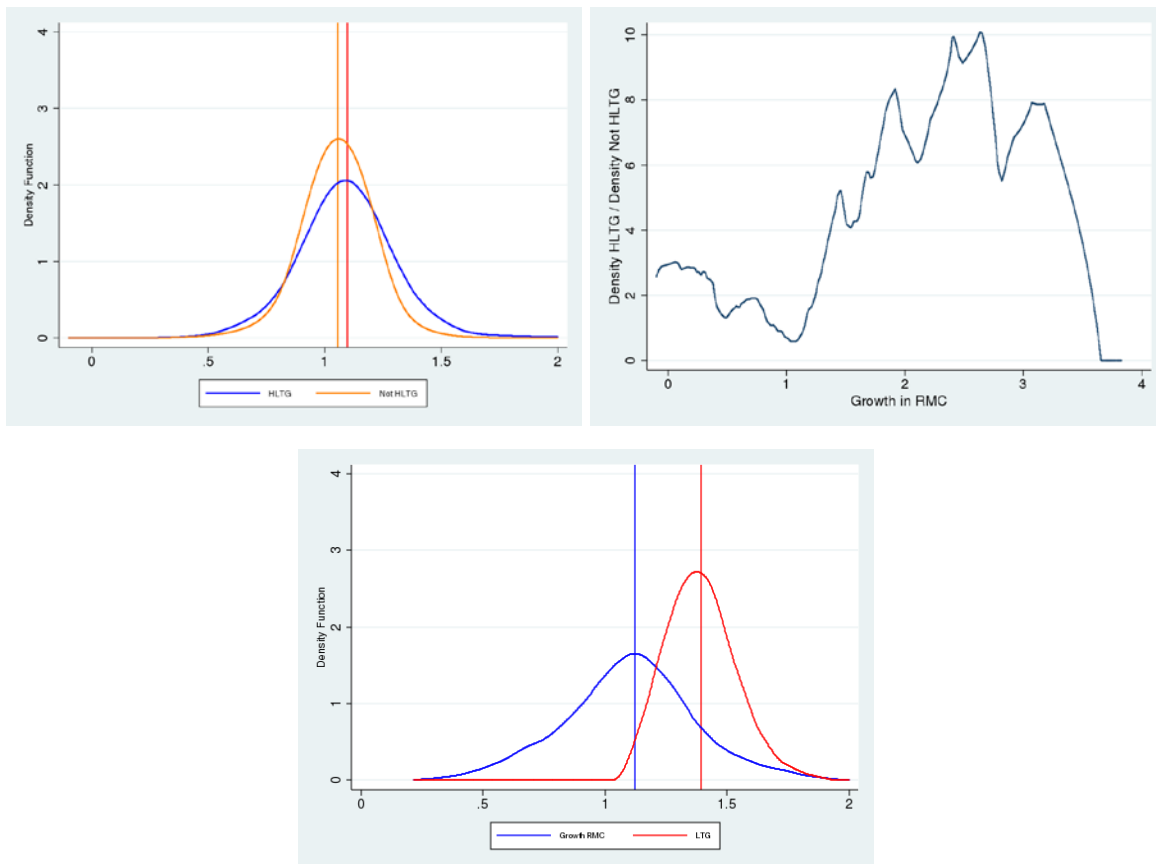 4
3
2
1
0
Density Function
0 .5 1 1.5 2
HLTG Not HLTG
10
8
6
4
2
0
Density HLTG / Density Not HLTG
0 1 2 3 4
Growth in RMC
4
3
2
1
0
Density Function
0 .5 1 1.5 2
Growth RMC LTG